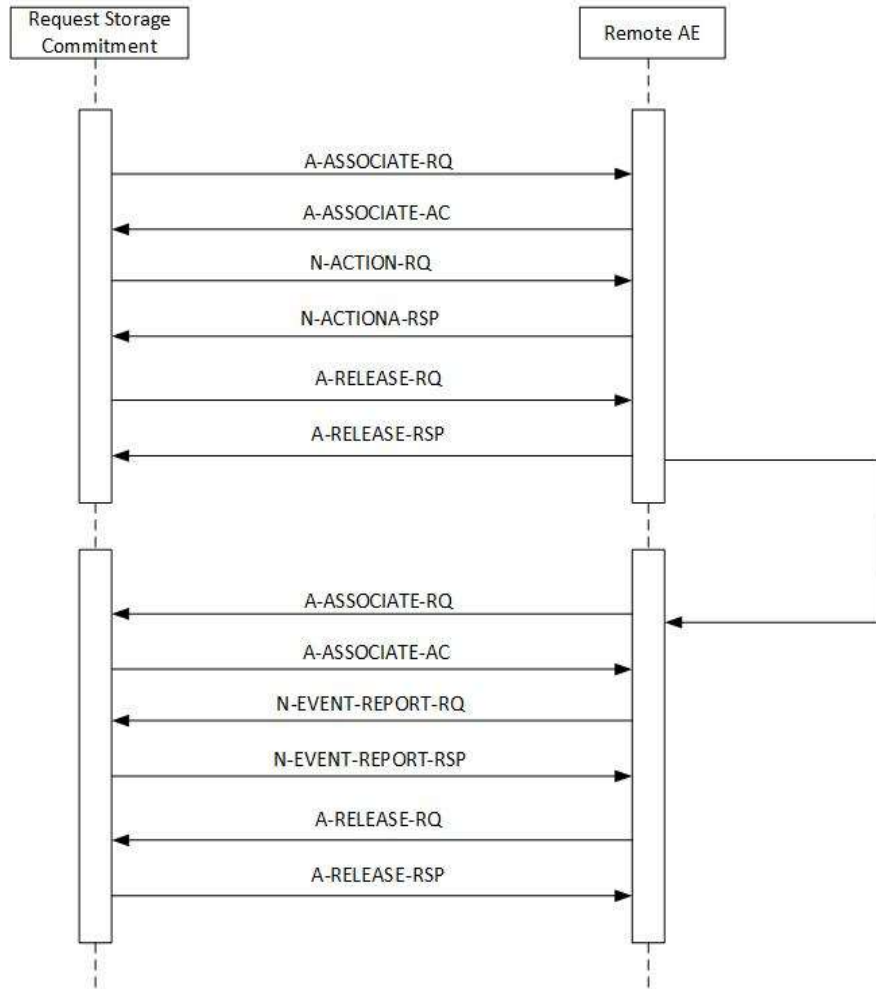 Request Storage
Commitment
Remote AE
A-ASSOCIATE-RQ
A-ASSOCIATE-AC
N-ACTION-RQ
N-ACTIONA-RSP
A-RELEASE-RQ
A-RELEASE-RSP
A-ASSOCIATE-RQ
A-ASSOCIATE-AC
N-EVENT-REPORT-RQ
N-EVENT-REPORT-RSP
A-RELEASE-RQ
A-RELEASE-RSP